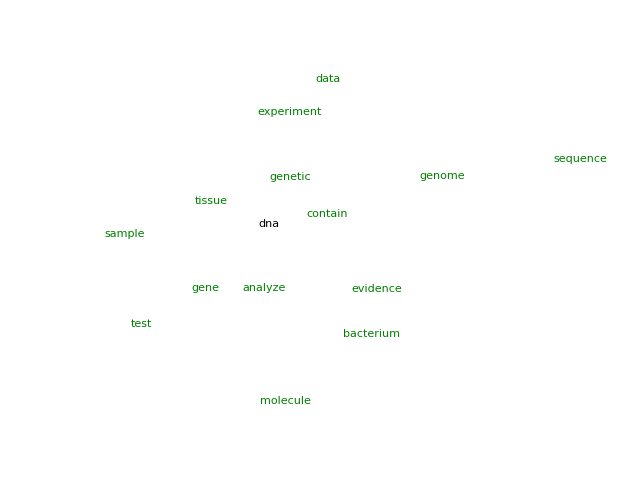 data
experiment
sequence
genetic
genome
tissue
contain
dna
sample
gene
analyze
evidence
test
bacterium
molecule